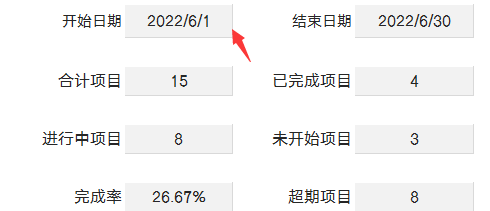 开始日期 2022/6/1 结束日期 2022/6/30
合计项目 15 已完成项目 4
进行中项目 8 未开始项目 3
完成率 26.67% 超期项目 8